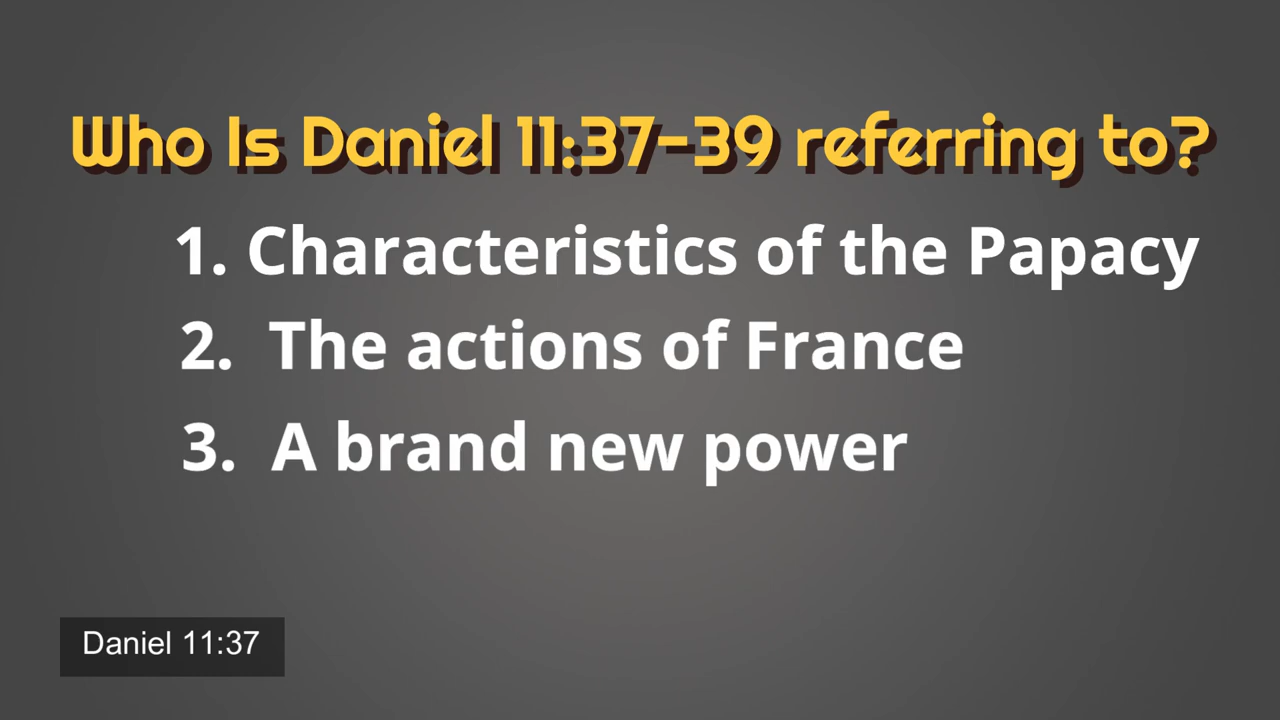 Who Is Daniel 11:37-39 referring to?
1. Characteristics of the Papacy
2. The actions of France
3. A brand new power
Daniel 11:37